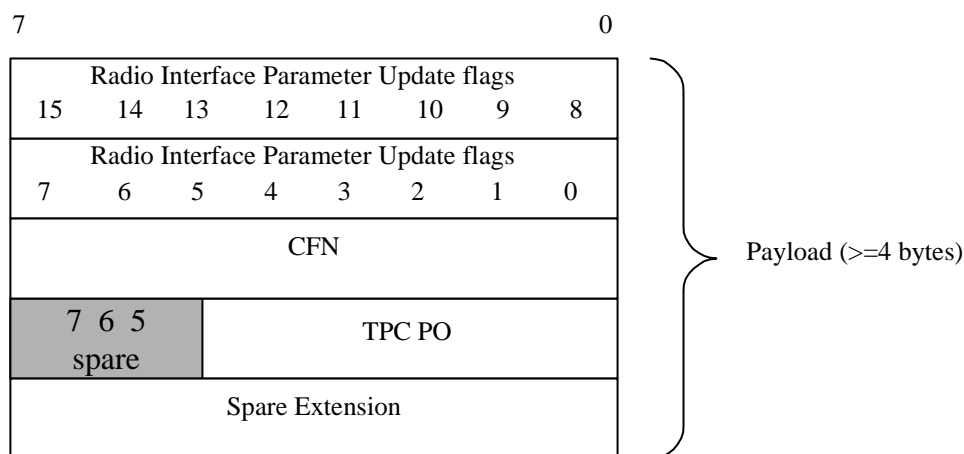 7 0
Radio Interface Parameter Update flags
15 14 13 12 11 10 9 8
Radio Interface Parameter Update flags
7 6 5 4 3 2 1 0
CFN
Payload (>=4 bytes)
7 6 5
spare
TPC PO
Spare Extension